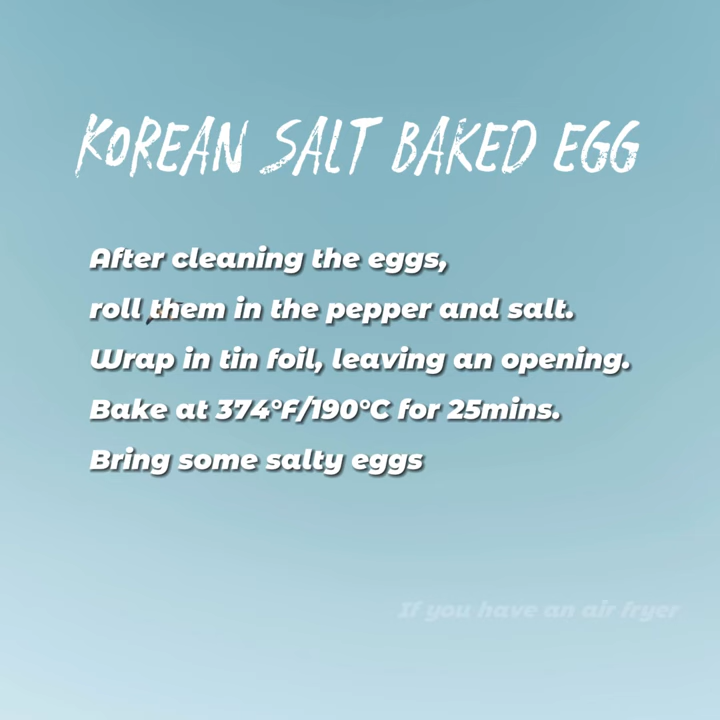 KOREAN SALT BAKED EGG
After cleaning the eggs,
roll them in the pepper and salt.
Wrap in tin foil, leaving an opening.
Bake at 374°F/190°C for 25mins.
Bring some salty eggs
If you have an air fryer